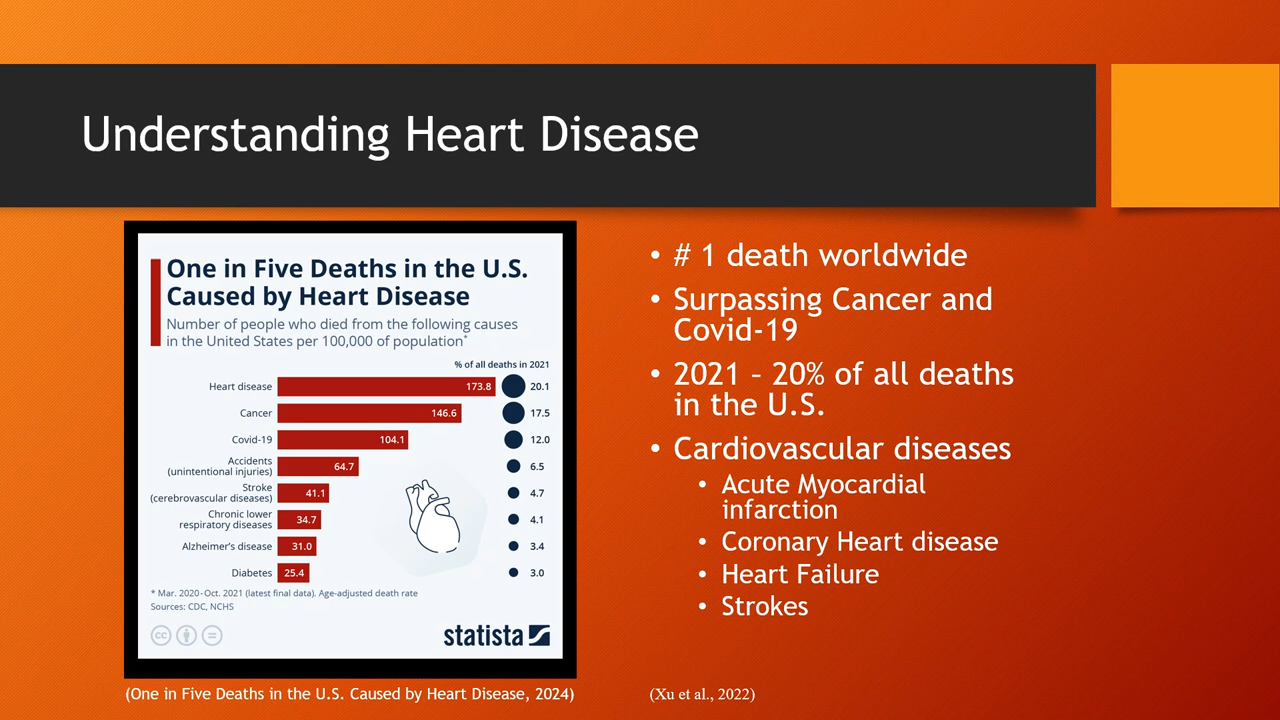 Understanding Heart Disease
One in Five Deaths in the U.S.
Caused by Heart Disease
Number of people who died from the following causes
in the United States per 100,000 of population*
% of all deaths in 2021
Heart disease 173.8 20.1
Cancer 146.6 17.5
Covid-19 104.1 12.0
Accidents
(unintentional injuries) 64.7 6.5
Stroke
(cerebrovascular diseases) 41.1 4.7
Chronic lower
respiratory diseases 34.7 4.1
Alzheimer's disease 31.0 3.4
Diabetes 25.4 3.0
* Mar. 2020-Oct. 2021 (latest final data). Age-adjusted death rate
Sources: CDC, NCHS
cc
statista
(One in Five Deaths in the U.S. Caused by Heart Disease, 2024)
• # 1 death worldwide
• Surpassing Cancer and
Covid-19
• 2021 – 20% of all deaths
in the U.S.
• Cardiovascular diseases
• Acute Myocardial
infarction
• Coronary Heart disease
• Heart Failure
• Strokes
(Xu et al., 2022)